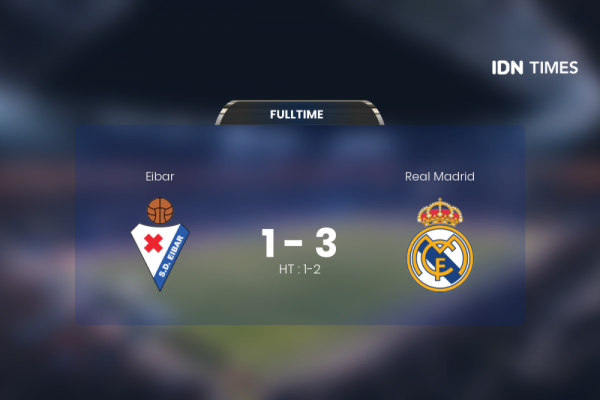 IDN TIMES
FULLTIME
Eibar
Real Madrid
S.D. EIBAR
1 - 3
HT : 1-2